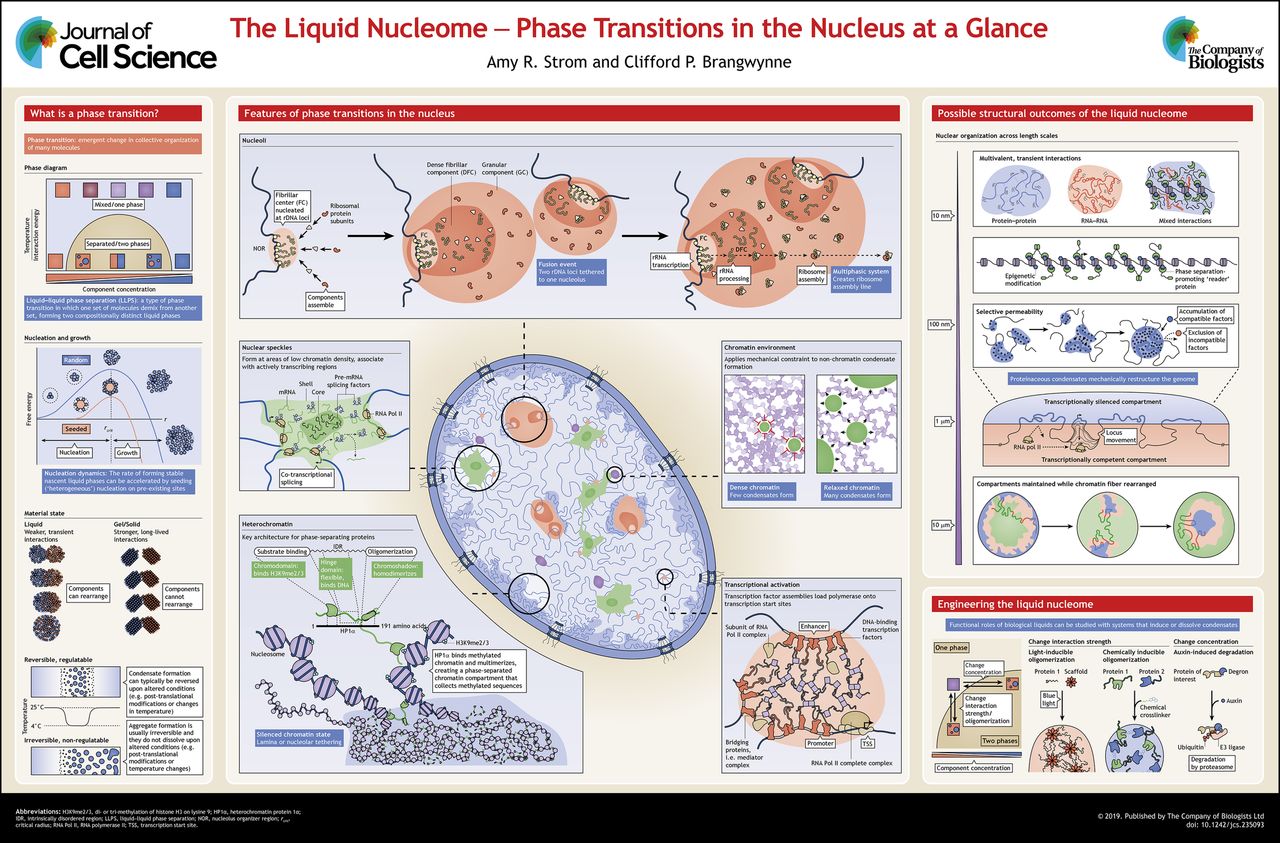 Journal of
Cell Science
The Liquid Nucleome – Phase Transitions in the Nucleus at a Glance
Amy R. Strom and Clifford P. Brangwynne
The Company of
Biologists
What is a phase transition?
Phase transition: emergent change in collective organization
of many molecules
Phase diagram
Mixed/one phase
Separated/two phases
Temperature
Interaction energy
Component concentration
Liquid–liquid phase separation (LLPS): a type of phase
transition in which one set of molecules demix from another
set, forming two compositionally distinct liquid phases
Nucleation and growth
Random
Free energy
r
Seeded
rcrit
Nucleation
Growth
Nucleation dynamics: The rate of forming stable
nascent liquid phases can be accelerated by seeding
(‘heterogeneous’) nucleation on pre-existing sites
Material state
Liquid
Weaker, transient
interactions
Gel/Solid
Stronger, long-lived
interactions
Components
can rearrange
Components
cannot
rearrange
Reversible, regulatable
Temperature
25°C
4°C
Condensate formation
can typically be reversed
upon altered conditions
(e.g. post-translational
modifications or changes
in temperature)
Irreversible, non-regulatable
Aggregate formation is
usually irreversible and
they do not dissolve upon
altered conditions (e.g.
post-translational
modifications or
temperature changes)
Features of phase transitions in the nucleus
Nucleoli
Fibrillar
center (FC)
nucleated
at rDNA loci
Ribosomal
protein
subunits
NOR
Components
assemble
Dense fibrillar
component (DFC)
Granular
component (GC)
FC
Fusion event
Two rDNA loci tethered
to one nucleolus
FC
DFC
GC
rRNA
transcription
rRNA
processing
Ribosome
assembly
Multiphasic system
Creates ribosome
assembly line
Nuclear speckles
Form at areas of low chromatin density, associate
with actively transcribing regions
mRNA
Shell
Core
Pre-mRNA
splicing factors
RNA Pol II
Co-transcriptional
splicing
Chromatin environment
Applies mechanical constraint to non-chromatin condensate
formation
Dense chromatin
Few condensates form
Relaxed chromatin
Many condensates form
Heterochromatin
Key architecture for phase-separating proteins
Substrate binding
IDR
Oligomerization
Chromodomain:
binds H3K9me2/3
Hinge
domain:
flexible,
binds DNA
Chromoshadow:
homodimerizes
1
HP1α
191 amino acids
Nucleosome
H3K9me2/3
HP1α binds methylated
chromatin and multimerizes,
creating a phase-separated
chromatin compartment that
collects methylated sequences
Silenced chromatin state
Lamina or nucleolar tethering
Transcriptional activation
Transcription factor assemblies load polymerase onto
transcription start sites
Subunit of RNA
Pol II complex
Enhancer
DNA-binding
transcription
factors
Bridging
proteins,
i.e. mediator
complex
Promoter
TSS
RNA Pol II complete complex
Possible structural outcomes of the liquid nucleome
Nuclear organization across length scales
10 nm
100 nm
1 μm
10 μm
Multivalent, transient interactions
Protein–protein
RNA–RNA
Mixed interactions
Epigenetic
modification
Phase separation-
promoting ‘reader’
protein
Selective permeability
Accumulation of
compatible factors
Exclusion of
incompatible
factors
Proteinaceous condensates mechanically restructure the genome
Transcriptionally silenced compartment
RNA pol II
Locus
movement
Transcriptionally competent compartment
Compartments maintained while chromatin fiber rearranged
Engineering the liquid nucleome
Functional roles of biological liquids can be studied with systems that induce or dissolve condensates
One phase
Change
concentration
Change
interaction
strength/
oligomerization
Two phases
Component concentration
Change interaction strength
Light-inducible
oligomerization
Protein 1
Scaffold
Blue
light
Chemically inducible
oligomerization
Protein 1
Protein 2
Chemical
crosslinker
Change concentration
Auxin-induced degradation
Protein of
interest
Degron
Auxin
Ubiquitin
E3 ligase
Degradation
by proteasome
Abbreviations: H3K9me2/3, di- or tri-methylation of histone H3 on lysine 9; HP1α, heterochromatin protein 1α;
IDR, intrinsically disordered region; LLPS, liquid–liquid phase separation; NOR, nucleolus organizer region; rcrit,
critical radius; RNA Pol II, RNA polymerase II; TSS, transcription start site.
© 2019. Published by The Company of Biologists Ltd
doi: 10.1242/jcs.235093